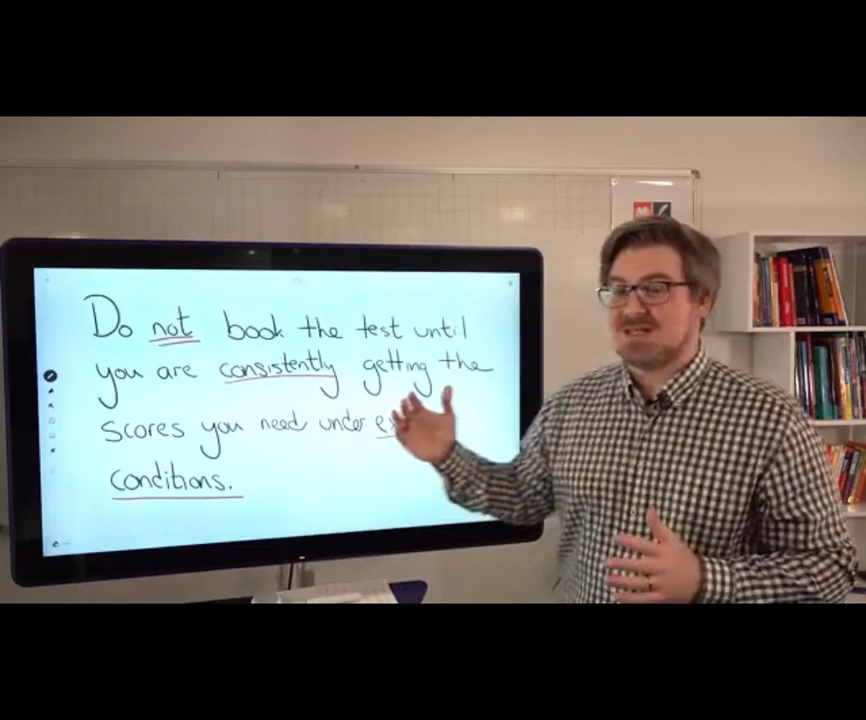 Do not book the test until
you are consistently getting the
scores you need under
conditions.